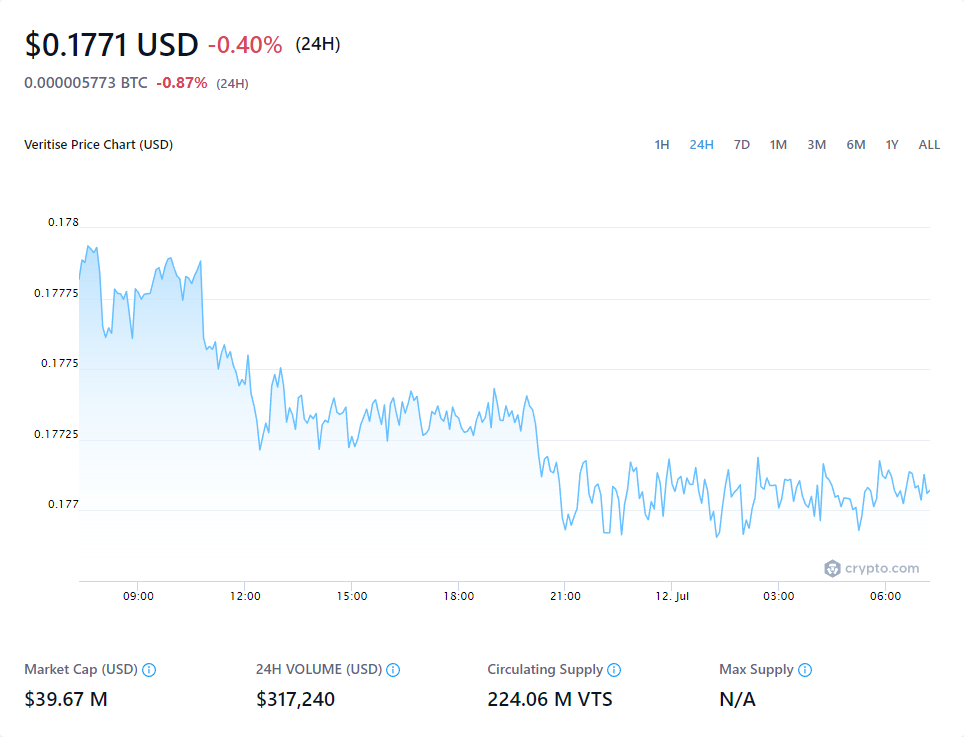 $0.1771 USD -0.40% (24H)
0.000005773 BTC -0.87% (24H)
Veritise Price Chart (USD)
1H 24H 7D 1M 3M 6M 1Y ALL
0.178
0.17775
0.1775
0.17725
0.177
crypto.com
09:00 12:00 15:00 18:00 21:00 12. Jul 03:00 06:00
Market Cap (USD) 24H VOLUME (USD) Circulating Supply Max Supply
$39.67 M $317,240 224.06 M VTS N/A